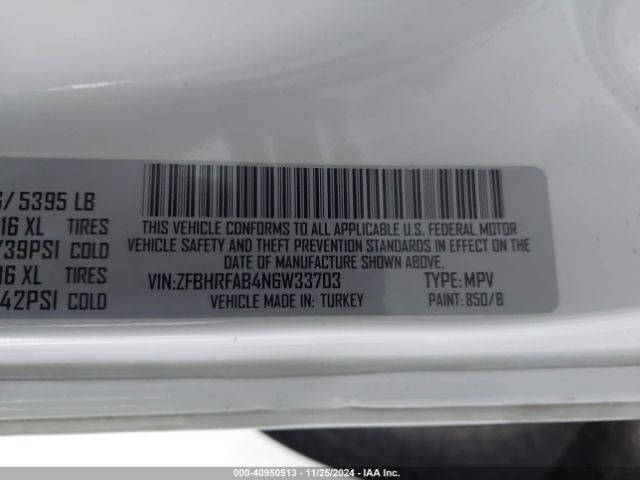 G/ 5395 LB
16 XL TIRES
/39PSI COLD
16 XL TIRES
42PSI COLD
THIS VEHICLE CONFORMS TO ALL APPLICABLE U.S. FEDERAL MOTOR
VEHICLE SAFETY AND THEFT PREVENTION STANDARDS IN EFFECT ON THE
DATE OF MANUFACTURE SHOWN ABOVE.
VIN:ZFBHRFAB4N6W33703 TYPE: MPV
VEHICLE MADE IN: TURKEY PAINT: 850/B
000-40950513 - 11/25/2024 - IAA Inc.